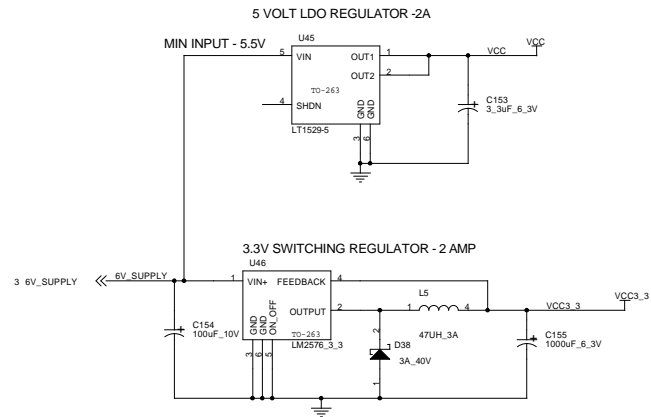 5 VOLT LDO REGULATOR -2A
U45
VCC
MIN INPUT - 5.5V
5 VIN OUT1 1 VCC
OUT2 2
TO-263
4 SHDN
C153
3_3uF_6_3V
GND GND
LT1529-5
3 6
3.3V SWITCHING REGULATOR - 2 AMP
U46
3 6V_SUPPLY 6V_SUPPLY 1 VIN+ FEEDBACK 4
L5
VCC3_3
OUTPUT 2 1 4 VCC3_3
GND GND ON_OFF
TO-263
C154
100uF_10V
LM2576_3_3
47UH_3A
C155
1000uF_6_3V
3 6 5
2 D38
3A_40V
1